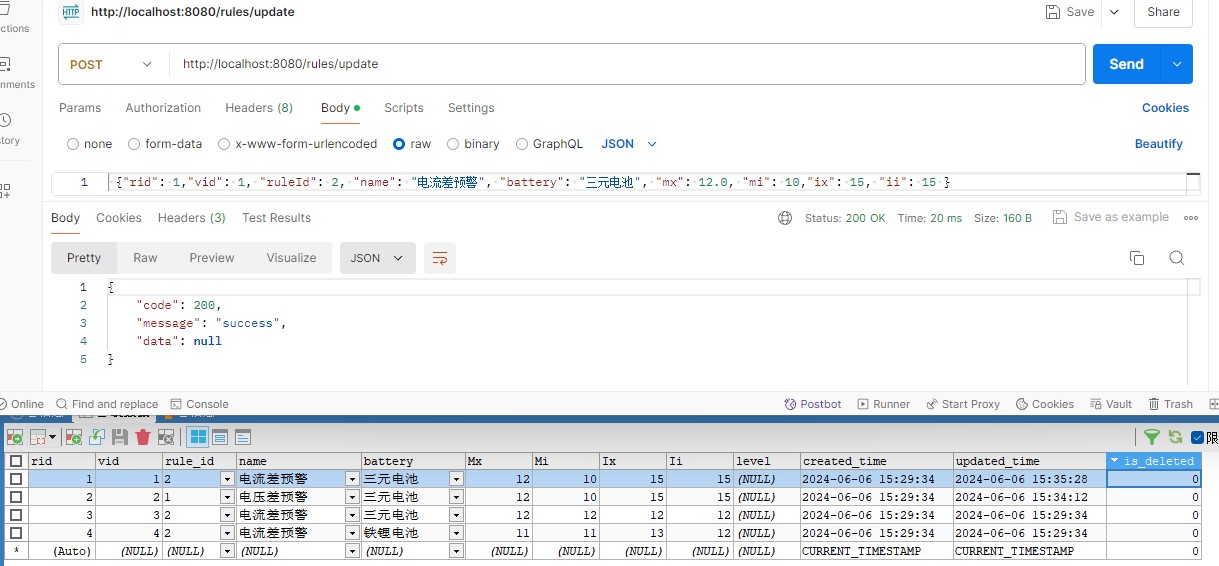 HTTP http://localhost:8080/rules/update Save Share
ctions
POST http://localhost:8080/rules/update Send
nments
Params Authorization Headers (8) Body Scripts Settings Cookies
story
none form-data x-www-form-urlencoded raw binary GraphQL JSON Beautify
1 {"rid": 1,"vid": 1, "ruleId": 2, "name": "电流差预警", "battery": "三元电池", "mx": 12.0, "mi": 10,"ix": 15, "ii": 15 }
Body Cookies Headers (3) Test Results Status: 200 OK Time: 20 ms Size: 160 B Save as example
Pretty Raw Preview Visualize JSON
1 {
2 "code": 200,
3 "message": "success",
4 "data": null
5 }
Online Find and replace Console Postbot Runner Start Proxy Cookies Vault Trash
限
rid vid rule_id name battery Mx Mi Ix Ii level created_time updated_time is_deleted
1 1 2 电流差预警 三元电池 12 10 15 15 (NULL) 2024-06-06 15:29:34 2024-06-06 15:35:28 0
2 2 1 电压差预警 三元电池 12 10 15 15 (NULL) 2024-06-06 15:29:34 2024-06-06 15:34:12 0
3 3 2 电流差预警 三元电池 12 12 12 12 (NULL) 2024-06-06 15:29:34 2024-06-06 15:29:34 0
4 4 2 电流差预警 铁锂电池 11 11 13 12 (NULL) 2024-06-06 15:29:34 2024-06-06 15:29:34 0
* (Auto) (NULL) (NULL) (NULL) (NULL) (NULL) (NULL) (NULL) (NULL) (NULL) CURRENT_TIMESTAMP CURRENT_TIMESTAMP 0